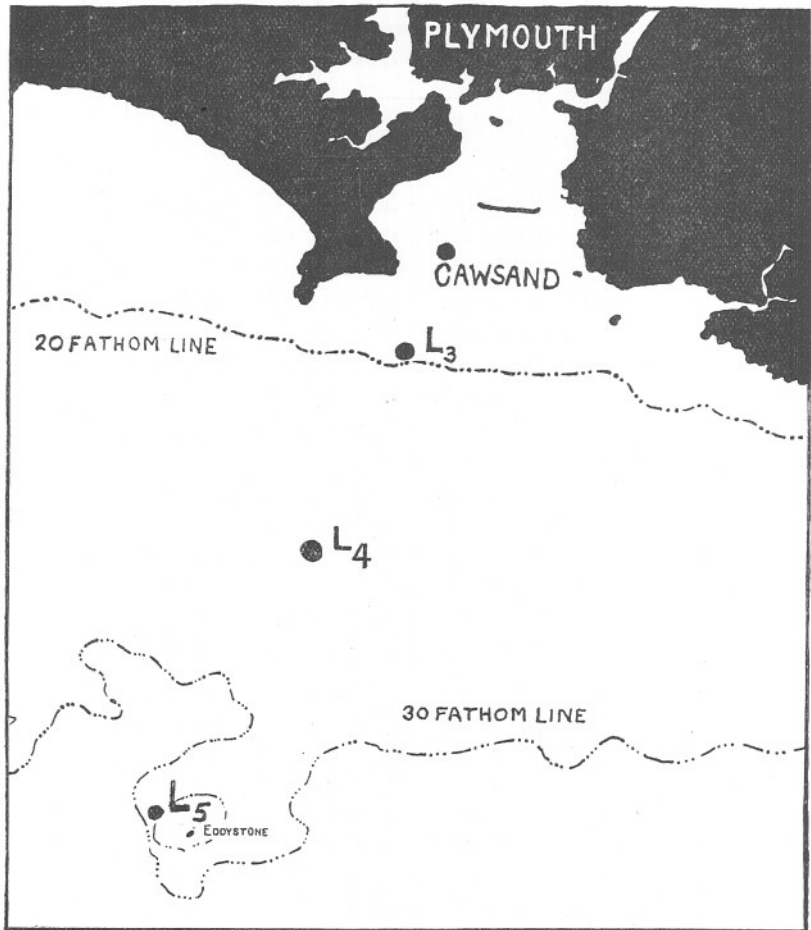 PLYMOUTH
CAWSAND
20 FATHOM LINE
L3
L4
30 FATHOM LINE
L5
EDDYSTONE